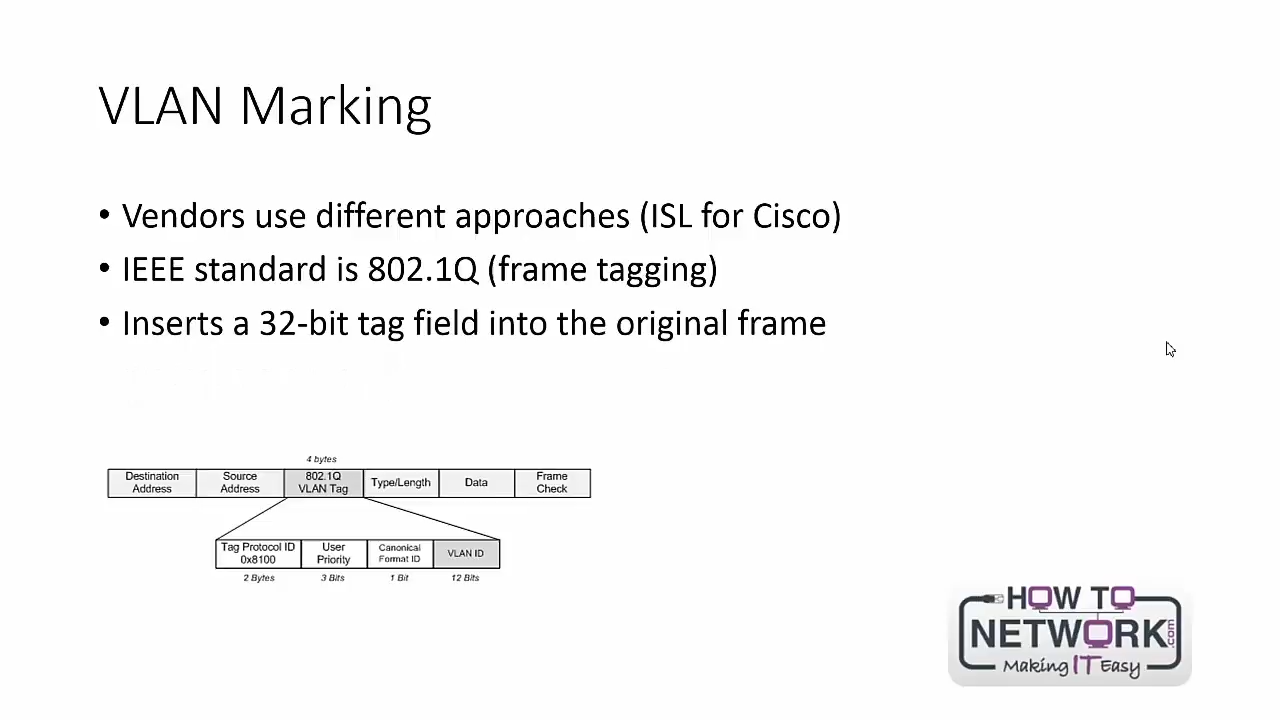 VLAN Marking
• Vendors use different approaches (ISL for Cisco)
• IEEE standard is 802.1Q (frame tagging)
• Inserts a 32-bit tag field into the original frame
4 bytes
Destination Address
Source Address
802.1Q VLAN Tag
Type/Length
Data
Frame Check
Tag Protocol ID 0x8100
User Priority
Canonical Format ID
VLAN ID
2 Bytes
3 Bits
1 Bit
12 Bits
HOW TO
NETWORK.com
Making IT Easy